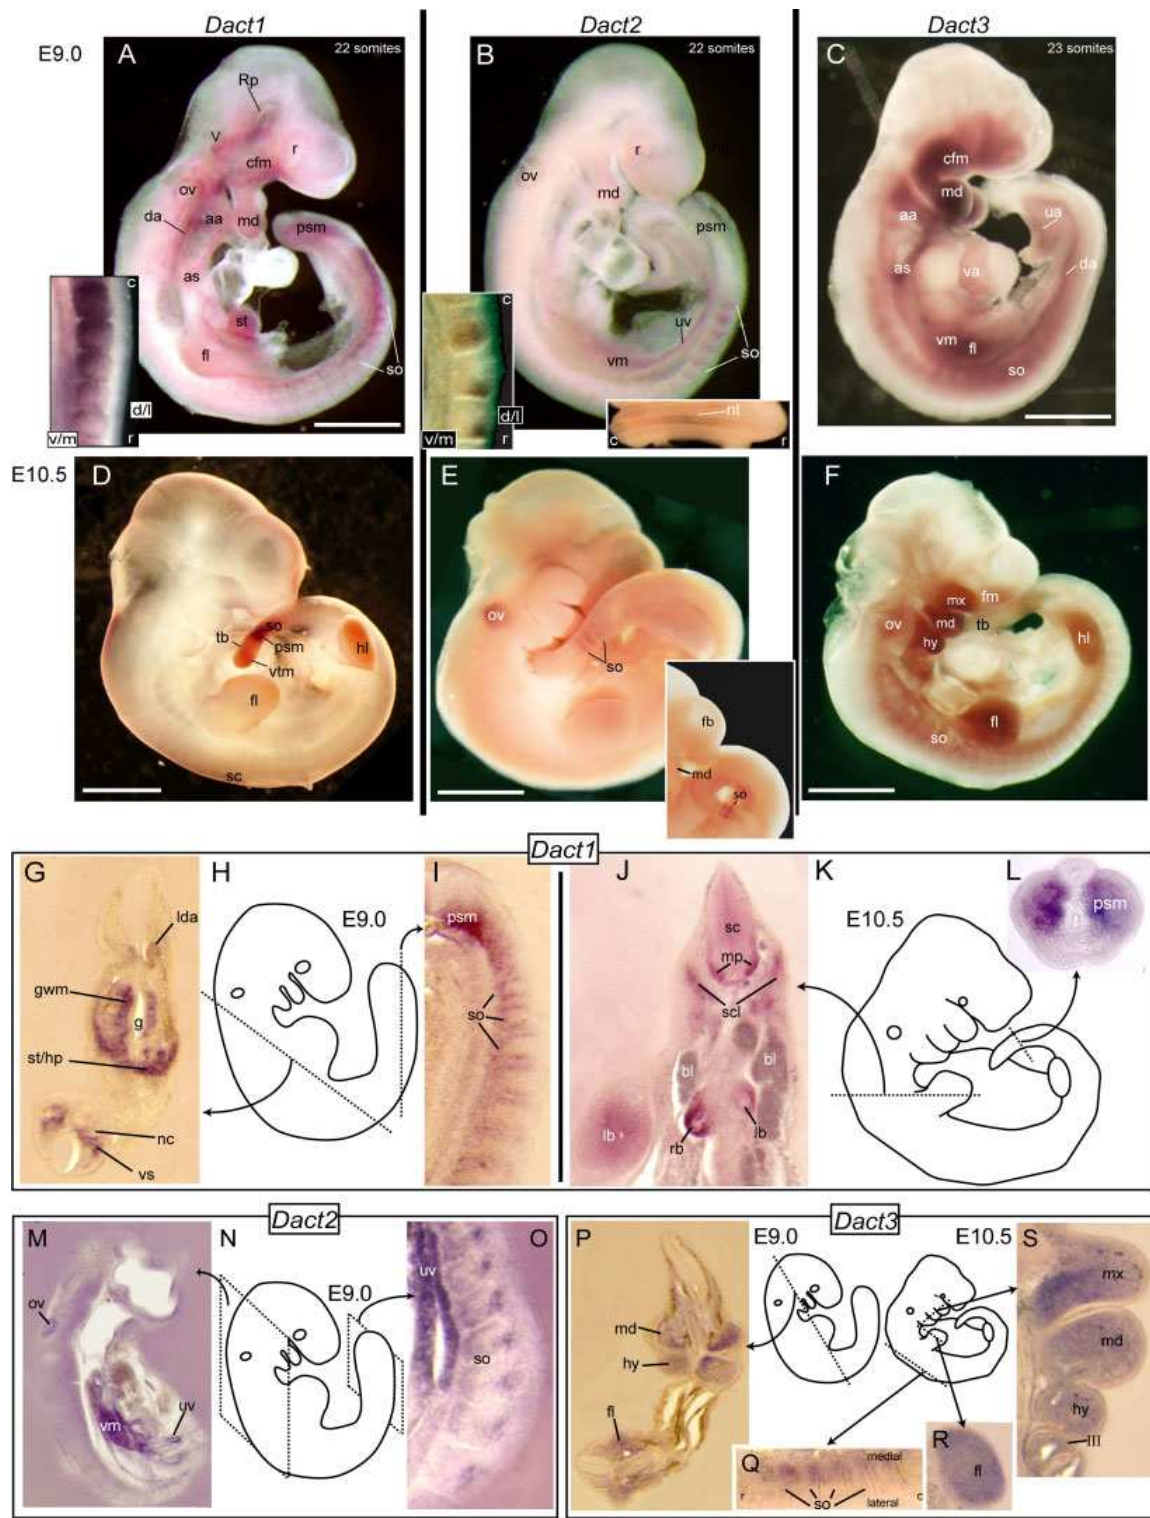 Dact1
Dact2
Dact3
E9.0
A
22 somites
Rp
V
r
cfm
ov
aa
md
da
psm
as
st
fl
so
c
d/l
v/m
r
B
22 somites
r
ov
md
psm
uv
vm
so
c
d/l
v/m
r
nt
c
r
C
23 somites
cfm
md
aa
ua
as
va
da
vm
fl
so
E10.5
D
so
tb
psm
vtm
hl
fl
sc
E
ov
so
fb
md
so
F
mx
fm
ov
md
tb
hy
hl
fl
so
Dact1
G
lda
gwm
g
st/hp
nc
vs
H
E9.0
I
psm
so
J
sc
mp
scl
bl
bl
lb
rb
lb
K
E10.5
L
psm
Dact2
M
ov
vm
uv
N
E9.0
O
uv
so
Dact3
P
md
hy
fl
E9.0
E10.5
S
mx
md
hy
III
Q
medial
r
so
lateral
c
R
fl